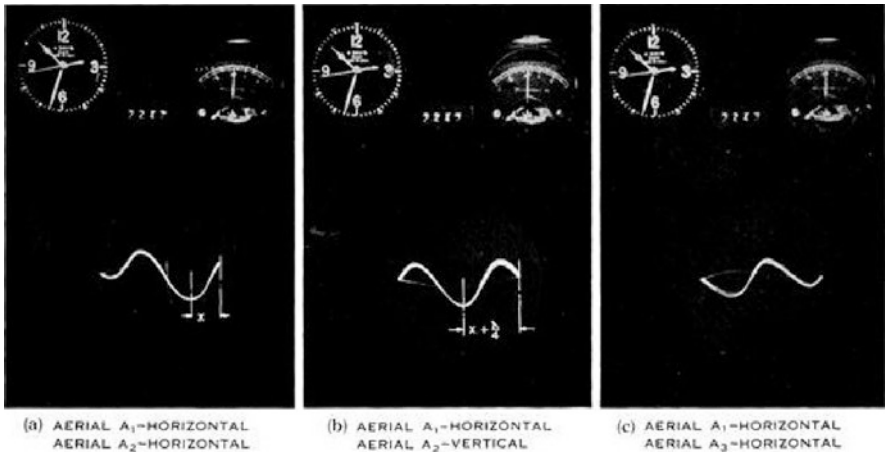 12
9 3
6
12
9 3
6
12
9 3
6
x
x + λ/4
(a) AERIAL A₁-HORIZONTAL
AERIAL A₂-HORIZONTAL
(b) AERIAL A₁-HORIZONTAL
AERIAL A₂-VERTICAL
(c) AERIAL A₁-HORIZONTAL
AERIAL A₃-HORIZONTAL